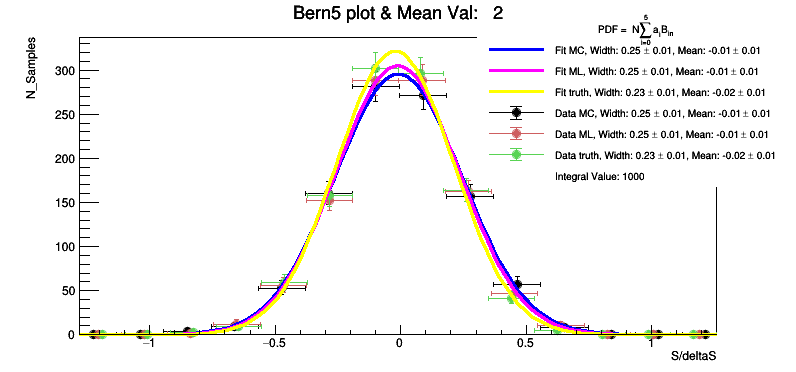 Bern5 plot & Mean Val: 2
N_Samples
300
250
200
150
100
50
0
−1
−0.5
0
0.5
1
S/deltaS
5
PDF = N∑aᵢBᵢₙ
i=0
Fit MC, Width: 0.25 ± 0.01, Mean: -0.01 ± 0.01
Fit ML, Width: 0.25 ± 0.01, Mean: -0.01 ± 0.01
Fit truth, Width: 0.23 ± 0.01, Mean: -0.02 ± 0.01
Data MC, Width: 0.25 ± 0.01, Mean: -0.01 ± 0.01
Data ML, Width: 0.25 ± 0.01, Mean: -0.01 ± 0.01
Data truth, Width: 0.23 ± 0.01, Mean: -0.02 ± 0.01
Integral Value: 1000